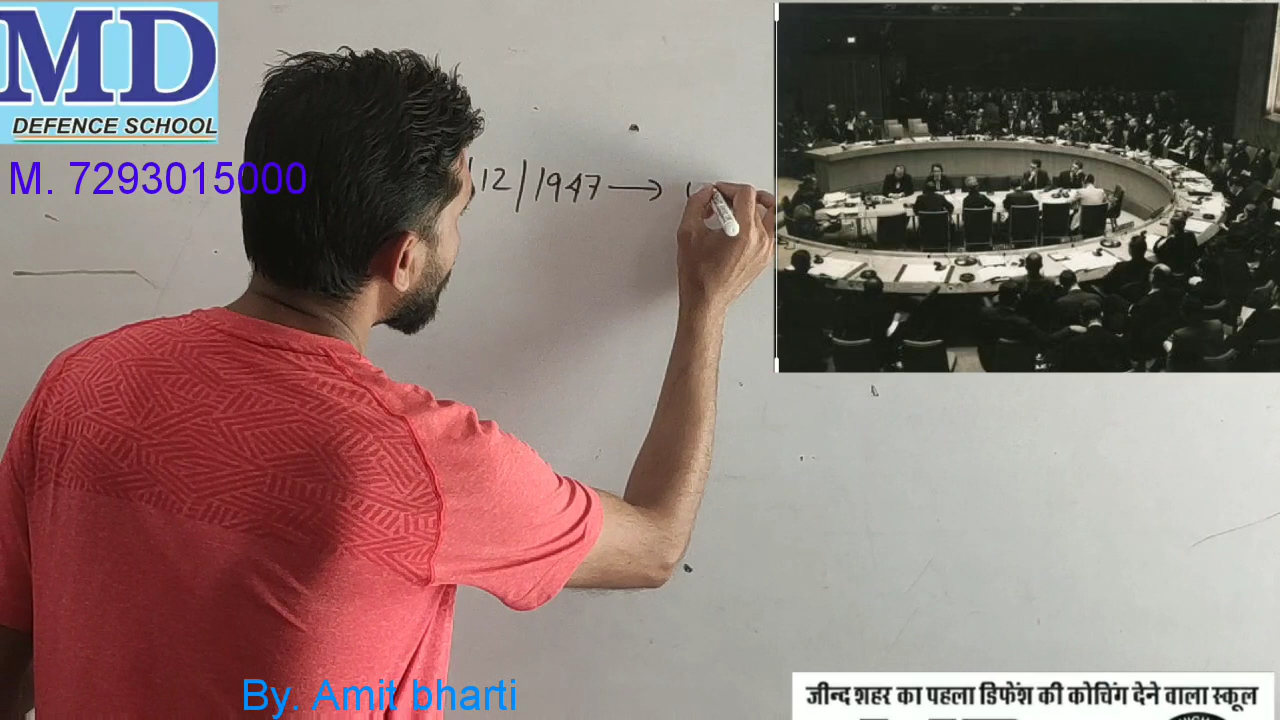 MD
DEFENCE SCHOOL
M. 7293015000
12/1947 →
By. Amit bharti
जीन्द शहर का पहला डिफेंश की कोचिंग देने वाला स्कूल